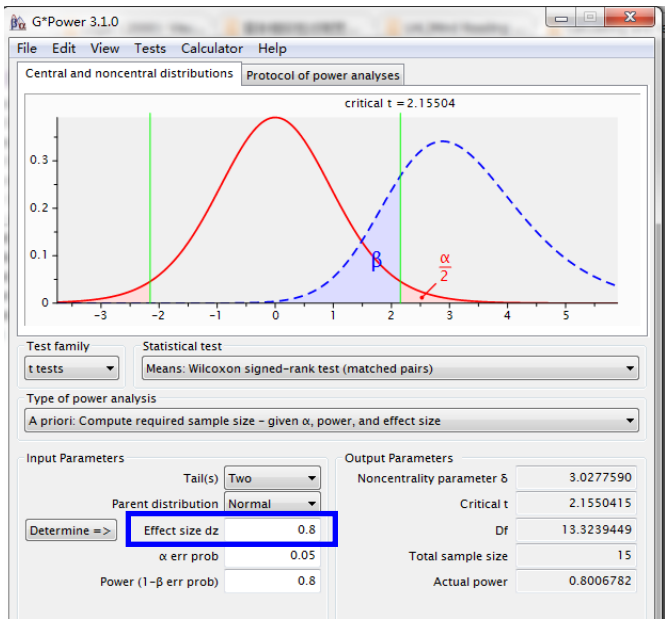 G*Power 3.1.0
File Edit View Tests Calculator Help
Central and noncentral distributions Protocol of power analyses
critical t = 2.15504
0.3
0.2
0.1
0
-3 -2 -1 0 1 2 3 4 5
β
α
2
Test family Statistical test
t tests Means: Wilcoxon signed-rank test (matched pairs)
Type of power analysis
A priori: Compute required sample size - given α, power, and effect size
Input Parameters Output Parameters
Tail(s) Two Noncentrality parameter δ 3.0277590
Parent distribution Normal Critical t 2.1550415
Determine => Effect size dz 0.8 Df 13.3239449
α err prob 0.05 Total sample size 15
Power (1-β err prob) 0.8 Actual power 0.8006782